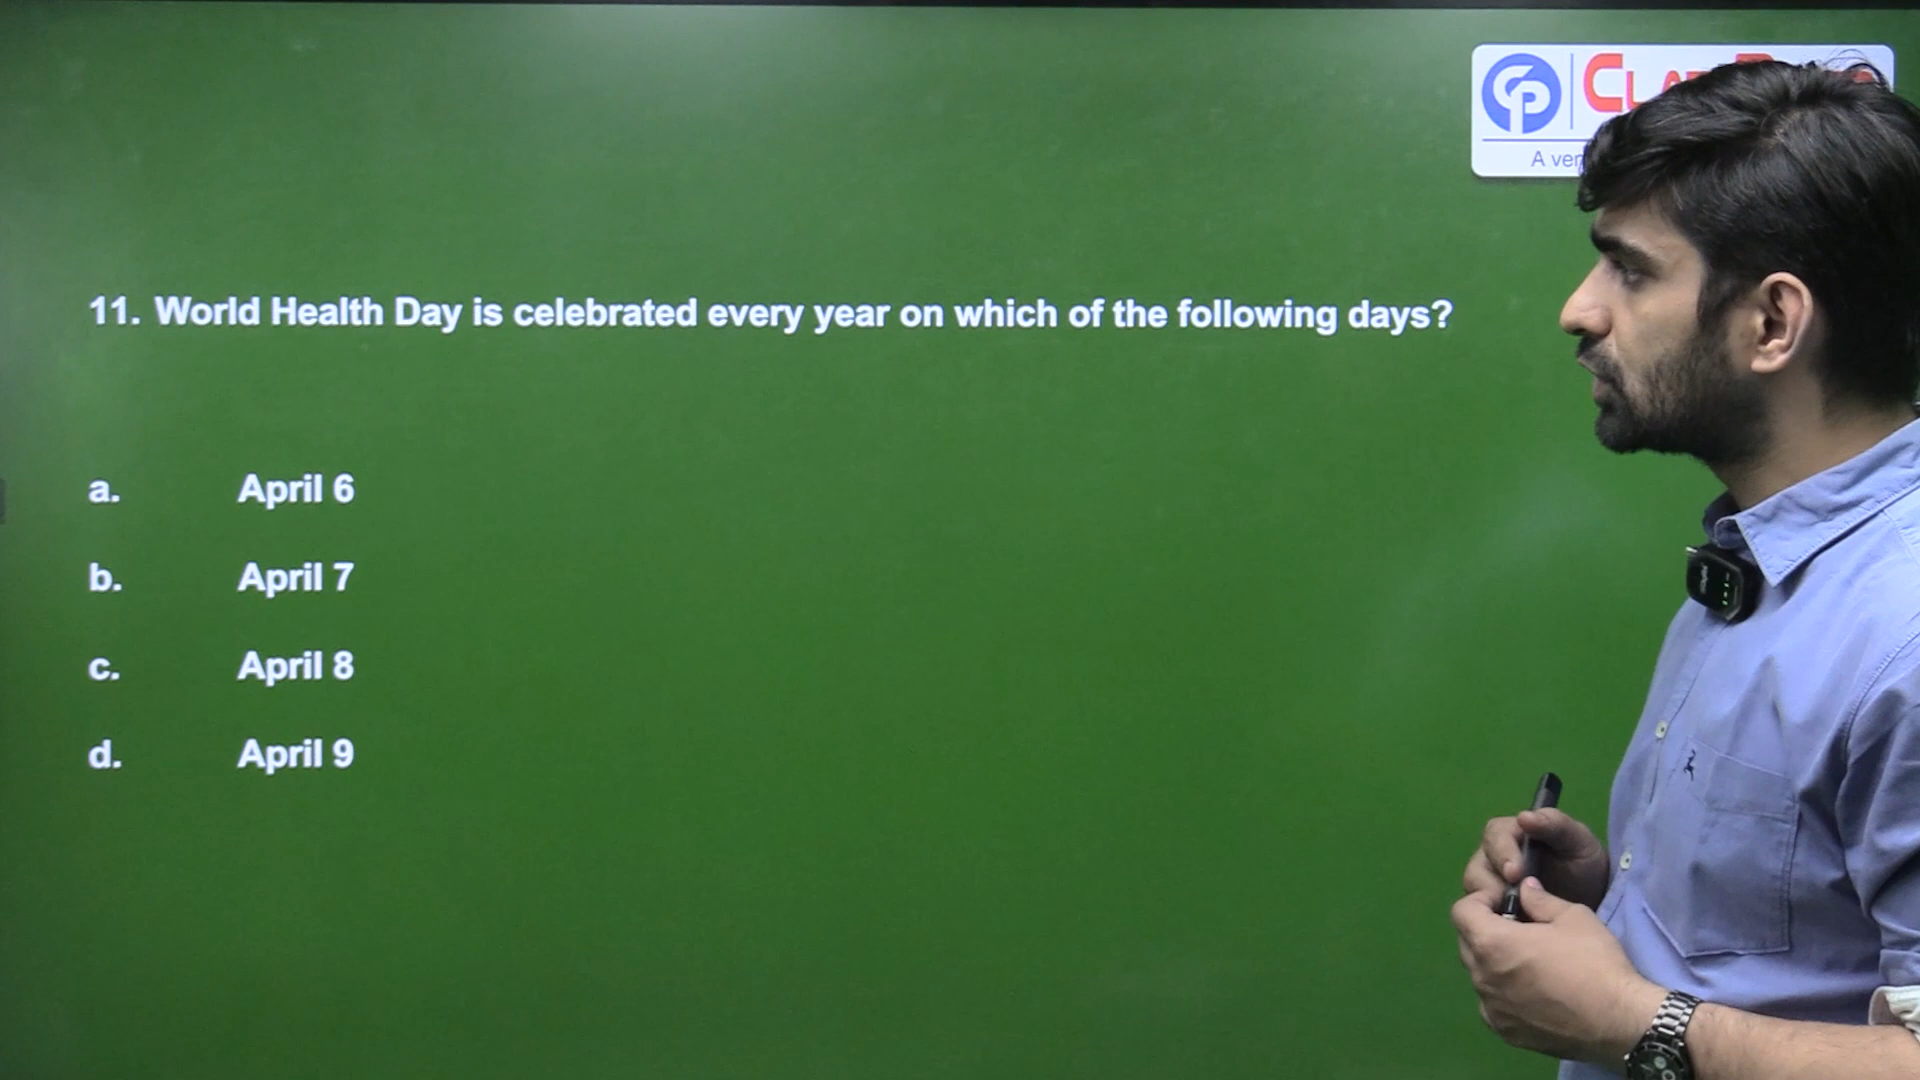 11. World Health Day is celebrated every year on which of the following days?
a. April 6
b. April 7
c. April 8
d. April 9